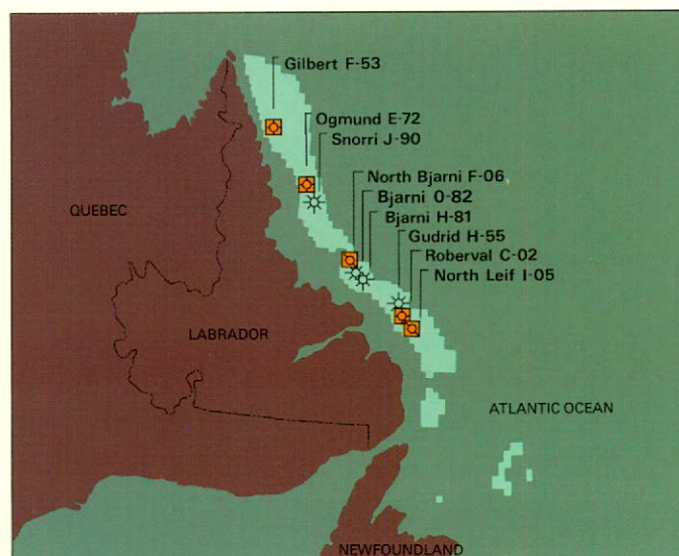 Gilbert F-53
Ogmund E-72
Snorri J-90
North Bjarni F-06
Bjarni O-82
Bjarni H-81
Gudrid H-55
Roberval C-02
North Leif I-05
QUEBEC
LABRADOR
ATLANTIC OCEAN
NEWFOUNDLAND